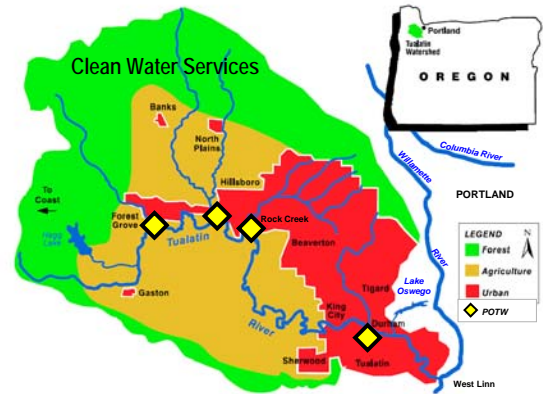 Clean Water Services
Portland
Tualatin
Watershed
OREGON
Banks
North
Plains
Hillsboro
Columbia River
Willamette
River
PORTLAND
To
Coast
Forest
Grove
Rock Creek
Hagg
Lake
Tualatin
River
Beaverton
LEGEND
N
Forest
Agriculture
Urban
POTW
Gaston
Tigard
Lake
Oswego
King
City
Durham
Sherwood
Tualatin
West Linn